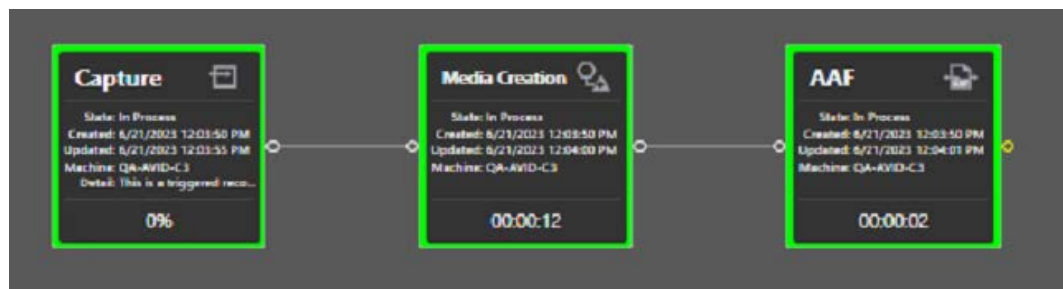 Capture
State: In Process
Created: 6/21/2023 12:03:50 PM
Updated: 6/21/2023 12:03:55 PM
Machine: QA-AVID-C3
Detail: This is a triggered reco...
0%
Media Creation
State: In Process
Created: 6/21/2023 12:03:50 PM
Updated: 6/21/2023 12:04:00 PM
Machine: QA-AVID-C3
00:00:12
AAF
State: In Process
Created: 6/21/2023 12:03:50 PM
Updated: 6/21/2023 12:04:01 PM
Machine: QA-AVID-C3
00:00:02